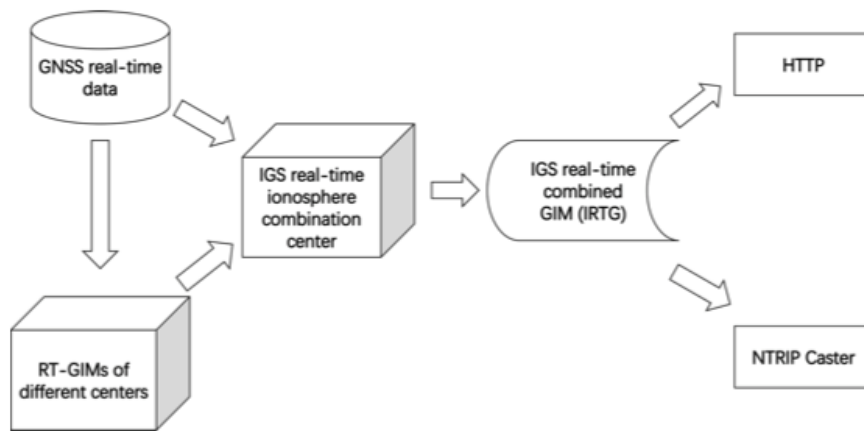 GNSS real-time
data
IGS real-time
ionosphere
combination
center
RT-GIMs of
different centers
IGS real-time
combined
GIM (IRTG)
HTTP
NTRIP Caster